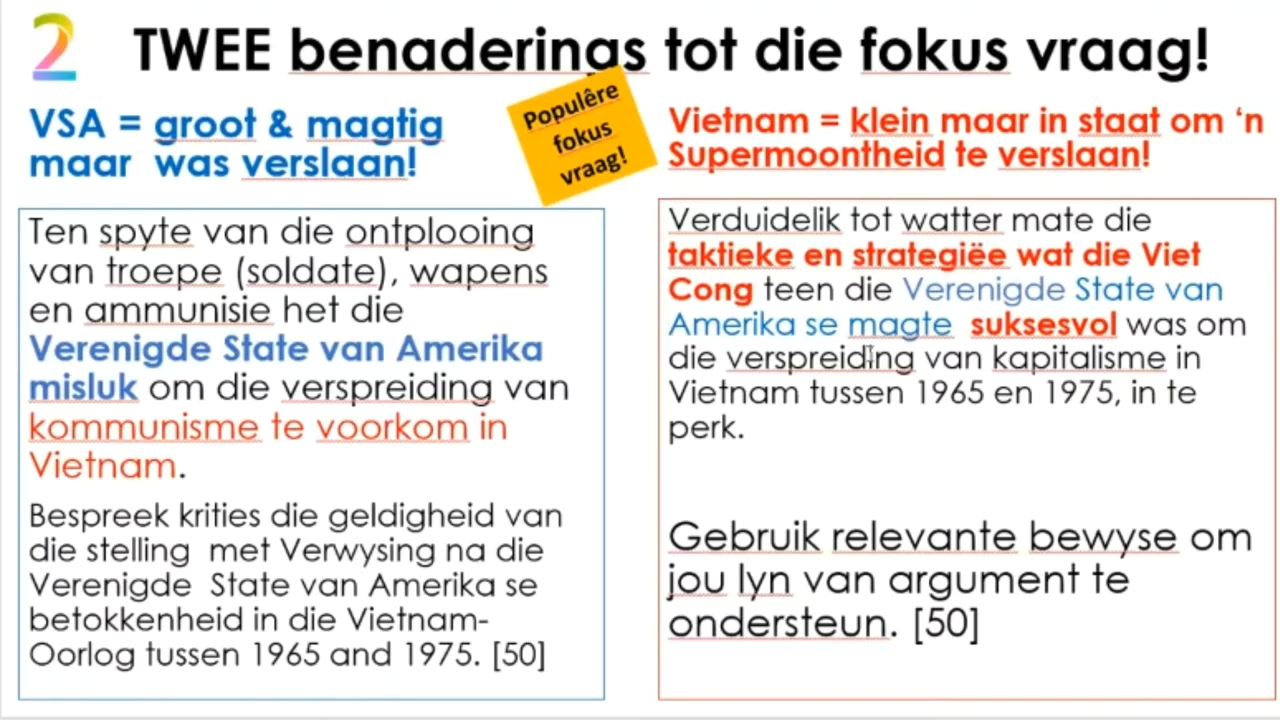 2 TWEE benaderings tot die fokus vraag!
VSA = groot & magtig
maar was verslaan!
Populêre
fokus
vraag!
Vietnam = klein maar in staat om ‘n
Supermoontheid te verslaan!
Ten spyte van die ontplooing
van troepe (soldate), wapens
en ammunisie het die
Verenigde State van Amerika
misluk om die verspreiding van
kommunisme te voorkom in
Vietnam.
Bespreek krities die geldigheid van
die stelling met Verwysing na die
Verenigde State van Amerika se
betokkenheid in die Vietnam-
Oorlog tussen 1965 and 1975. [50]
Verduidelik tot watter mate die
taktieke en strategiëe wat die Viet
Cong teen die Verenigde State van
Amerika se magte suksesvol was om
die verspreiding van kapitalisme in
Vietnam tussen 1965 en 1975, in te
perk.
Gebruik relevante bewyse om
jou lyn van argument te
ondersteun. [50]